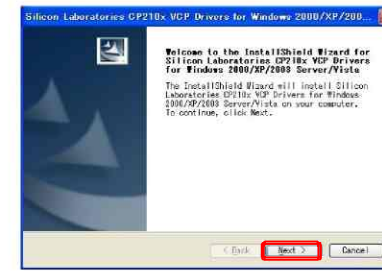 Silicon Laboratories CP210x VCP Drivers for Windows 2000/XP/200...
Welcome to the InstallShield Wizard for
Silicon Laboratories CP210x VCP Drivers
for Windows 2000/XP/2003 Server/Vista
The InstallShield Wizard will install Silicon
Laboratories CP210x VCP Drivers for Windows
2000/XP/2003 Server/Vista on your computer.
To continue, click Next.
< Back
Next >
Cancel